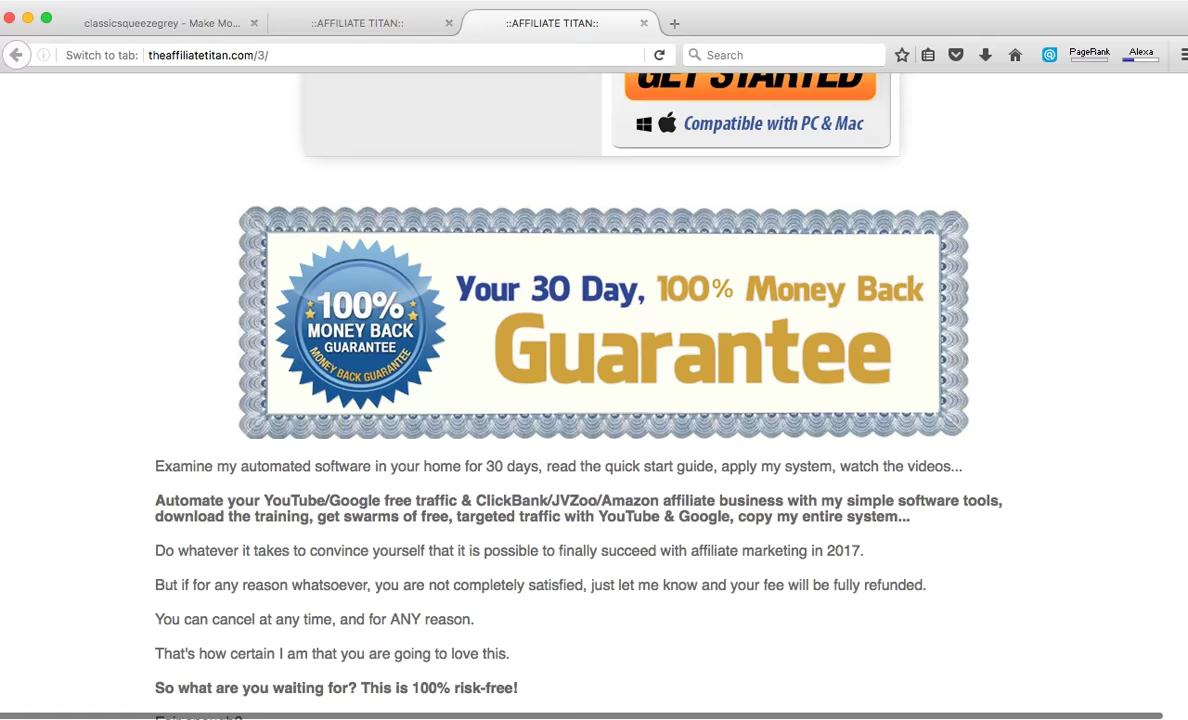 classicsqueezegrey - Make Mo...
::AFFILIATE TITAN::
::AFFILIATE TITAN::
Switch to tab: theaffiliatetitan.com/3/
Search
PageRank
Alexa
GET STARTED
Compatible with PC & Mac
100%
MONEY BACK
GUARANTEE
MONEY BACK GUARANTEE
Your 30 Day, 100% Money Back
Guarantee
Examine my automated software in your home for 30 days, read the quick start guide, apply my system, watch the videos...
Automate your YouTube/Google free traffic & ClickBank/JVZoo/Amazon affiliate business with my simple software tools,
download the training, get swarms of free, targeted traffic with YouTube & Google, copy my entire system...
Do whatever it takes to convince yourself that it is possible to finally succeed with affiliate marketing in 2017.
But if for any reason whatsoever, you are not completely satisfied, just let me know and your fee will be fully refunded.
You can cancel at any time, and for ANY reason.
That's how certain I am that you are going to love this.
So what are you waiting for? This is 100% risk-free!
Fair enough?